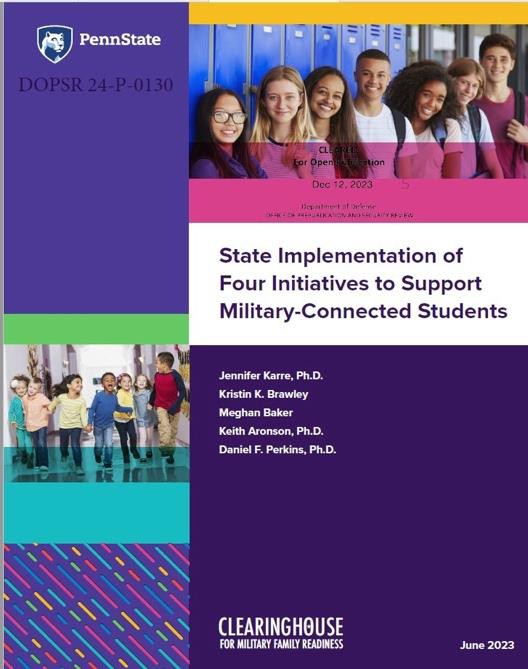 PennState
DOPSR 24-P-0130
CLEARED
For Open Publication
Dec 12, 2023
5
Department of Defense
OFFICE OF PREPUBLICATION AND SECURITY REVIEW
State Implementation of
Four Initiatives to Support
Military-Connected Students
Jennifer Karre, Ph.D.
Kristin K. Brawley
Meghan Baker
Keith Aronson, Ph.D.
Daniel F. Perkins, Ph.D.
CLEARINGHOUSE
FOR MILITARY FAMILY READINESS
June 2023